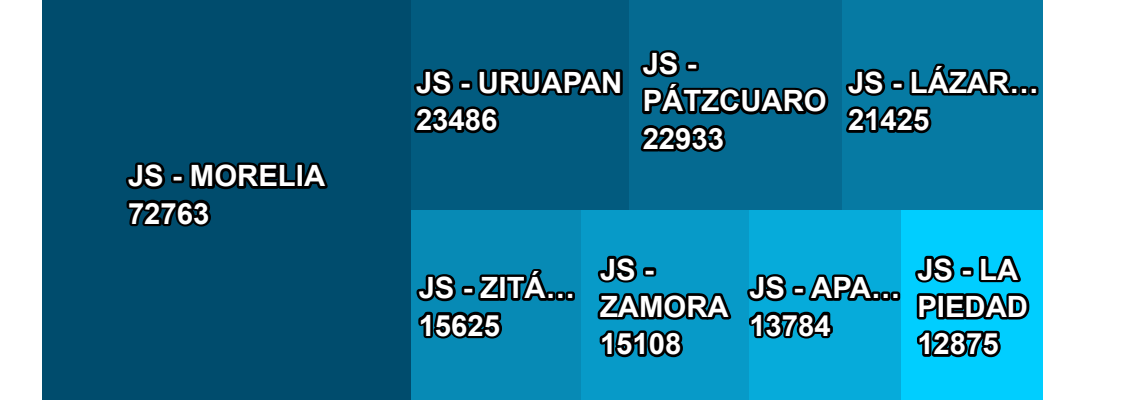 JS - MORELIA
72763
JS - URUAPAN
23486
JS -
PÁTZCUARO
22933
JS - LÁZAR...
21425
JS - ZITÁ...
15625
JS -
ZAMORA
15108
JS - APA...
13784
JS - LA
PIEDAD
12875